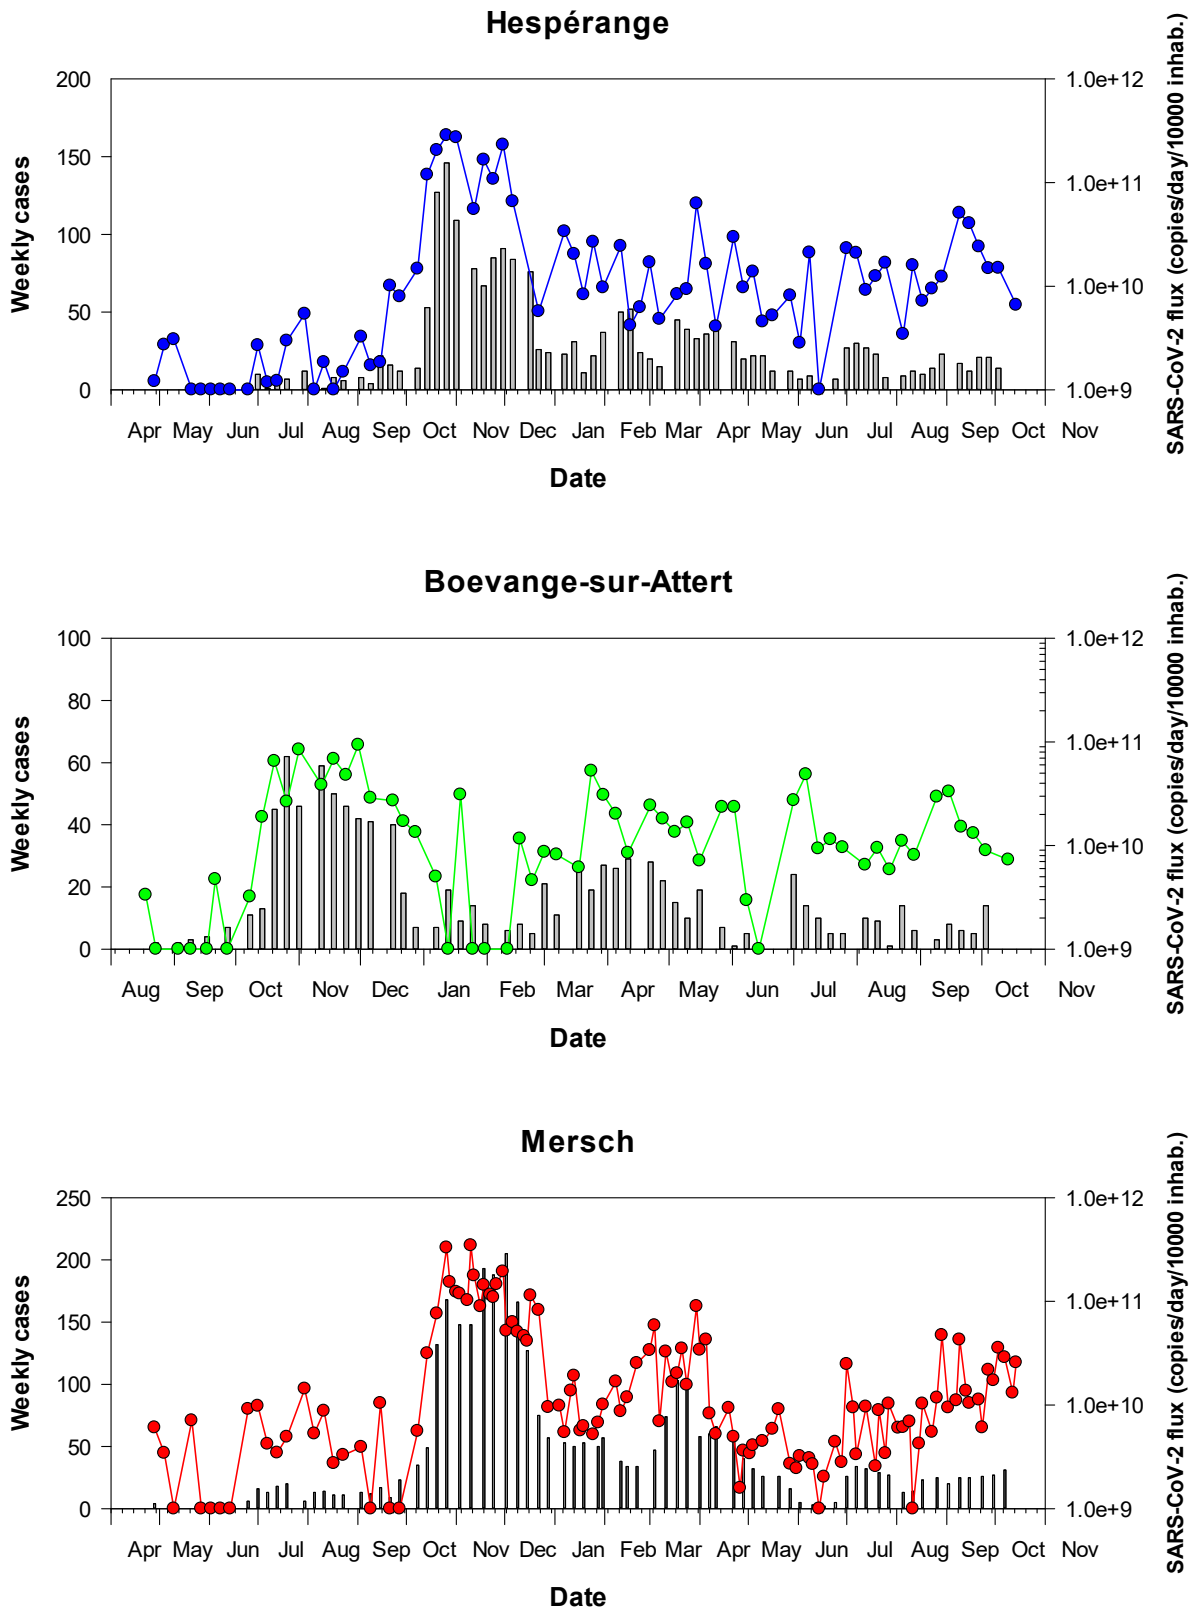 Hespérange
200
150
100
50
0
Weekly cases
1.0e+12
1.0e+11
1.0e+10
1.0e+9
SARS-CoV-2 flux (copies/day/10000 inhab.)
Apr May Jun Jul Aug Sep Oct Nov Dec Jan Feb Mar Apr May Jun Jul Aug Sep Oct Nov
Date
Boevange-sur-Attert
100
80
60
40
20
0
Weekly cases
1.0e+12
1.0e+11
1.0e+10
1.0e+9
SARS-CoV-2 flux (copies/day/10000 inhab.)
Aug Sep Oct Nov Dec Jan Feb Mar Apr May Jun Jul Aug Sep Oct Nov
Date
Mersch
250
200
150
100
50
0
Weekly cases
1.0e+12
1.0e+11
1.0e+10
1.0e+9
SARS-CoV-2 flux (copies/day/10000 inhab.)
Apr May Jun Jul Aug Sep Oct Nov Dec Jan Feb Mar Apr May Jun Jul Aug Sep Oct Nov
Date